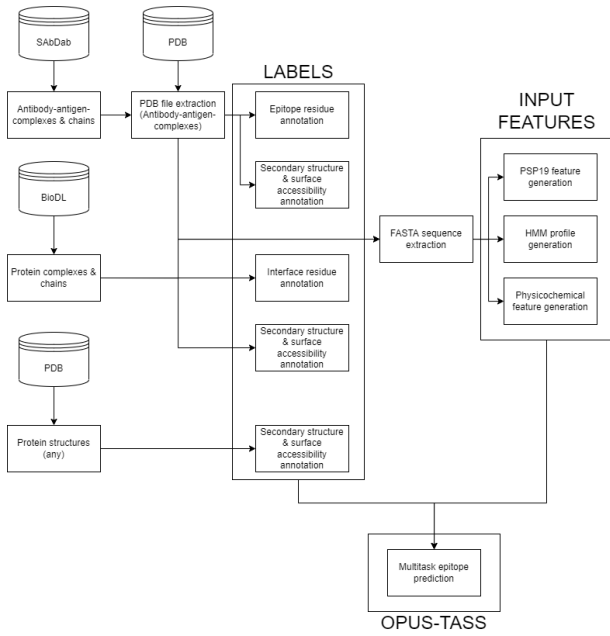 SAbDab
PDB
LABELS
Antibody-antigen-
complexes & chains
PDB file extraction
(Antibody-antigen-
complexes)
Epitope residue
annotation
INPUT
FEATURES
Secondary structure
& surface
accessibility
annotation
PSP19 feature
generation
BioDL
FASTA sequence
extraction
HMM profile
generation
Protein complexes &
chains
Interface residue
annotation
Physicochemical
feature generation
Secondary structure
& surface
accessibility
annotation
PDB
Protein structures
(any)
Secondary structure
& surface
accessibility
annotation
Multitask epitope
prediction
OPUS-TASS